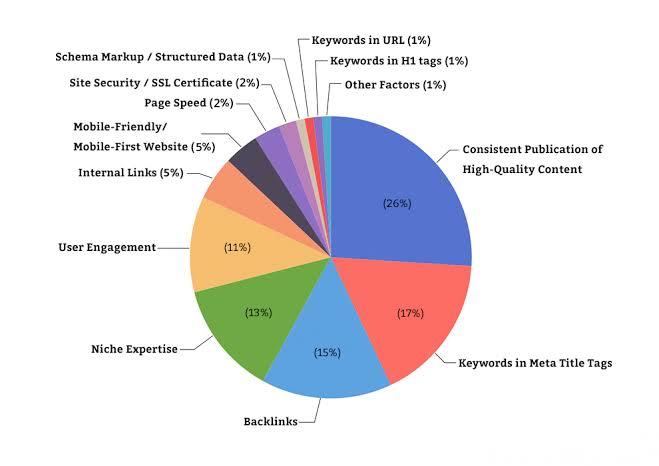 Keywords in URL (1%)
Schema Markup / Structured Data (1%)
Keywords in H1 tags (1%)
Site Security / SSL Certificate (2%)
Other Factors (1%)
Page Speed (2%)
Mobile-Friendly/
Mobile-First Website (5%)
Consistent Publication of
High-Quality Content
Internal Links (5%)
(26%)
User Engagement
(11%)
(13%)
(17%)
Niche Expertise
(15%)
Keywords in Meta Title Tags
Backlinks